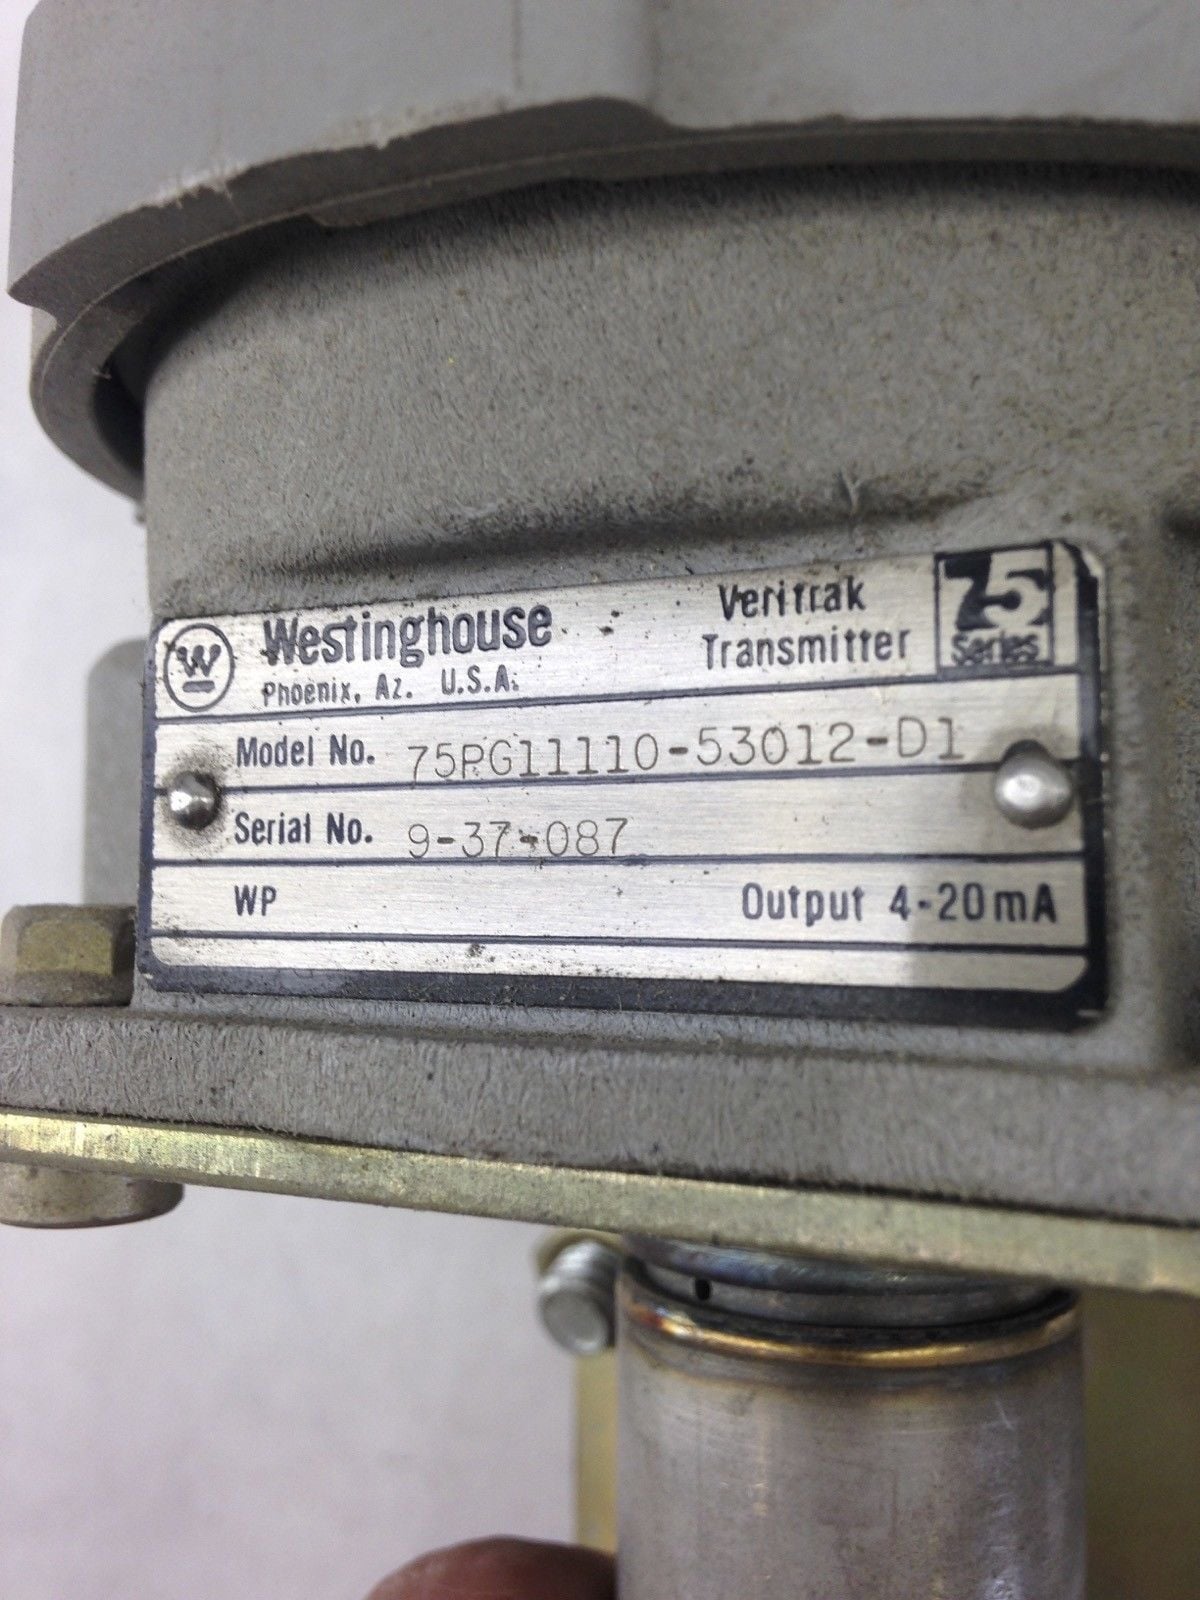 W Westinghouse
Phoenix, Az. U.S.A.
Veritrak
Transmitter
75
series
Model No. 75PG11110-53012-D1
Serial No. 9-37-087
WP
Output 4-20mA